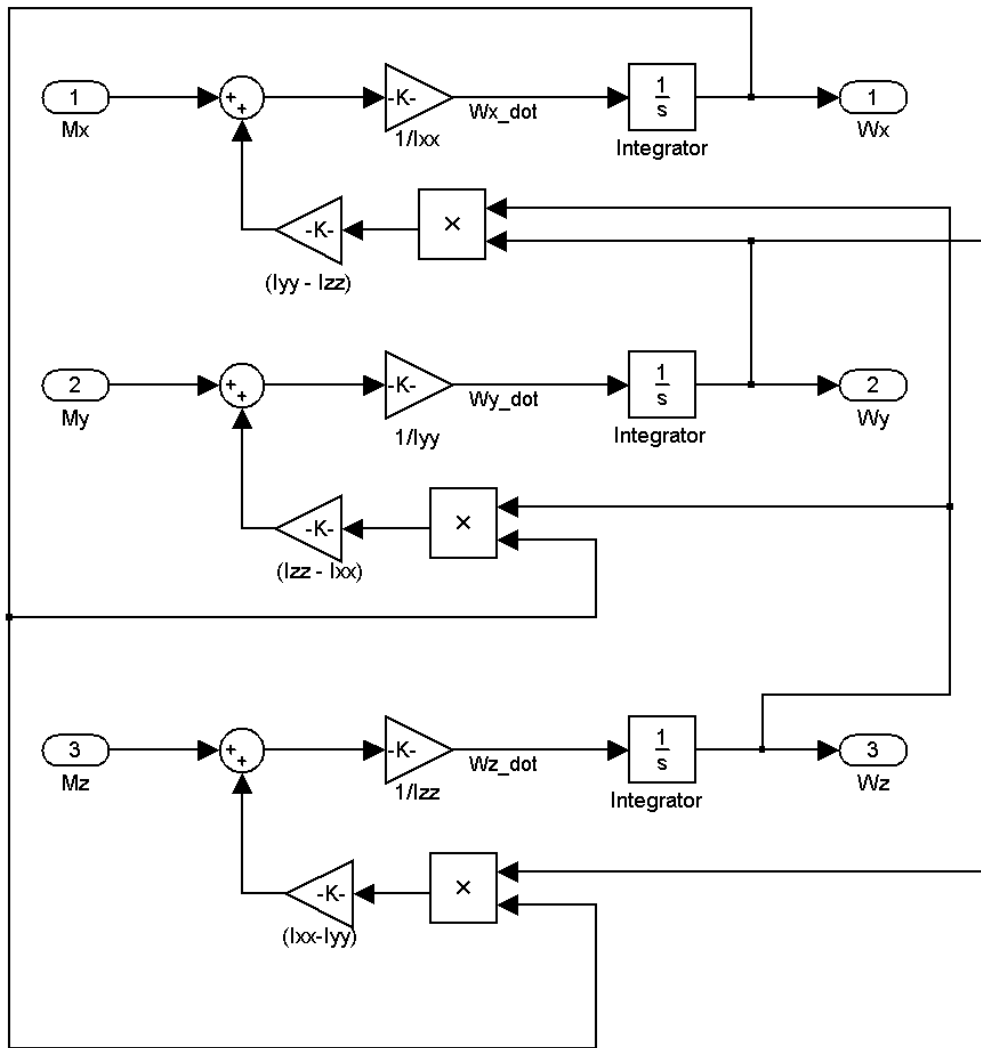 1
Mx
+
+
-K-
1/Ixx
Wx_dot
1
s
Integrator
1
Wx
-K-
(Iyy - Izz)
×
2
My
+
+
-K-
1/Iyy
Wy_dot
1
s
Integrator
2
Wy
-K-
(Izz - Ixx)
×
3
Mz
+
+
-K-
1/Izz
Wz_dot
1
s
Integrator
3
Wz
-K-
(Ixx-Iyy)
×